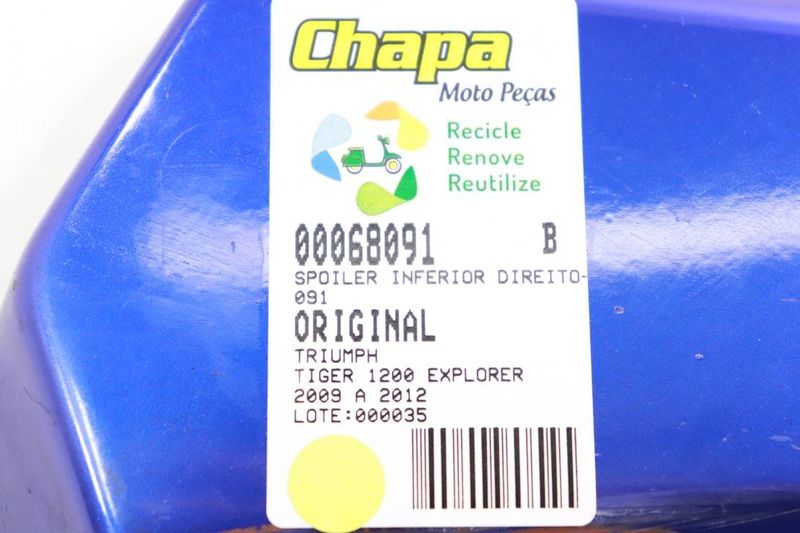 Chapa
Moto Peças
Recicle
Renove
Reutilize
00068091 B
SPOILER INFERIOR DIREITO-
091
ORIGINAL
TRIUMPH
TIGER 1200 EXPLORER
2009 A 2012
LOTE:000035